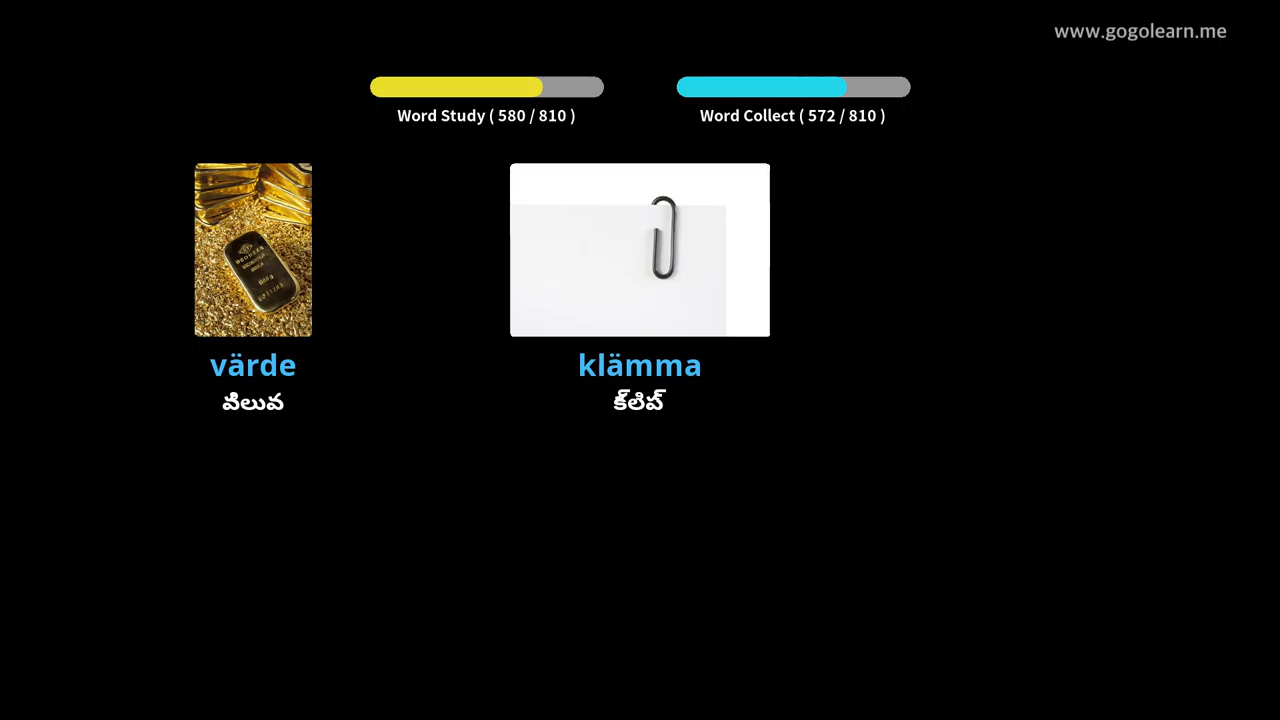 www.gogolearn.me
Word Study ( 580 / 810 )
Word Collect ( 572 / 810 )
värde
klämma
విలువ
క్లిప్